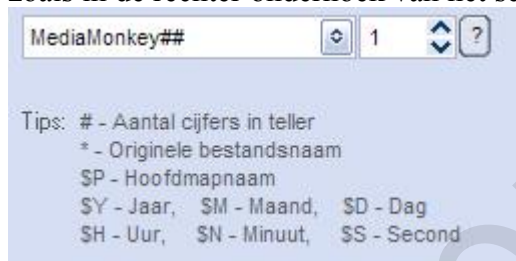 MediaMonkey## 1 ?
Tips: # - Aantal cijfers in teller
* - Originele bestandsnaam
$P - Hoofdmapnaam
$Y - Jaar, $M - Maand, $D - Dag
$H - Uur, $N - Minuut, $S - Second